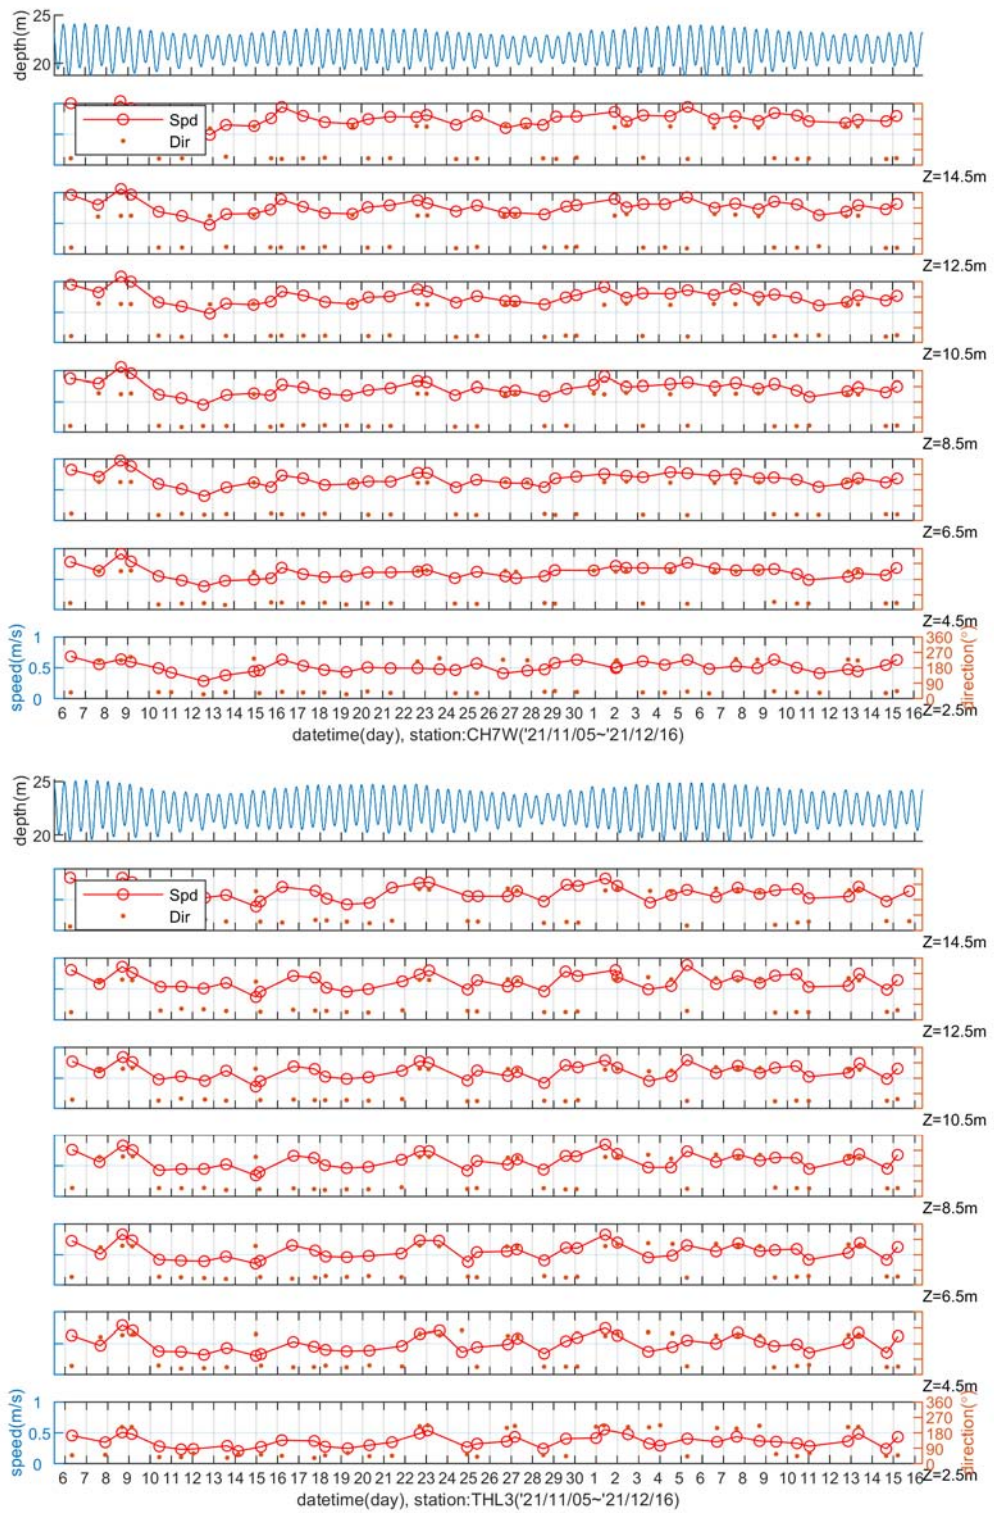 25
depth(m)
20
Spd
Dir
Z=14.5m
Z=12.5m
Z=10.5m
Z=8.5m
Z=6.5m
Z=4.5m
speed(m/s)
1
0.5
0
360
270
180
90
0
direction(°)
Z=2.5m
6 7 8 9 10 11 12 13 14 15 16 17 18 19 20 21 22 23 24 25 26 27 28 29 30 1 2 3 4 5 6 7 8 9 10 11 12 13 14 15 16
datetime(day), station:CH7W('21/11/05~'21/12/16)
25
depth(m)
20
Spd
Dir
Z=14.5m
Z=12.5m
Z=10.5m
Z=8.5m
Z=6.5m
Z=4.5m
speed(m/s)
1
0.5
0
360
270
180
90
0
direction(°)
Z=2.5m
6 7 8 9 10 11 12 13 14 15 16 17 18 19 20 21 22 23 24 25 26 27 28 29 30 1 2 3 4 5 6 7 8 9 10 11 12 13 14 15 16
datetime(day), station:THL3('21/11/05~'21/12/16)